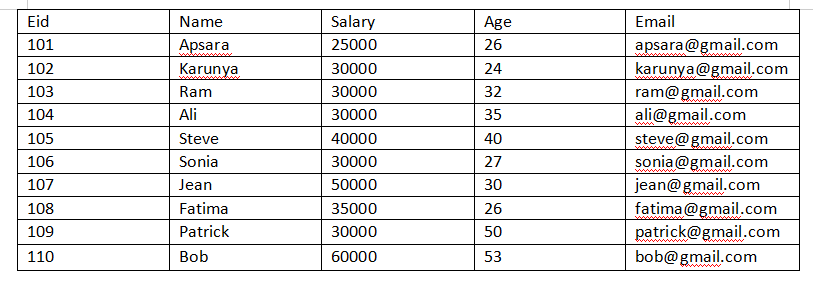 Eid Name Salary Age Email
101 Apsara 25000 26 apsara@gmail.com
102 Karunya 30000 24 karunya@gmail.com
103 Ram 30000 32 ram@gmail.com
104 Ali 30000 35 ali@gmail.com
105 Steve 40000 40 steve@gmail.com
106 Sonia 30000 27 sonia@gmail.com
107 Jean 50000 30 jean@gmail.com
108 Fatima 35000 26 fatima@gmail.com
109 Patrick 30000 50 patrick@gmail.com
110 Bob 60000 53 bob@gmail.com